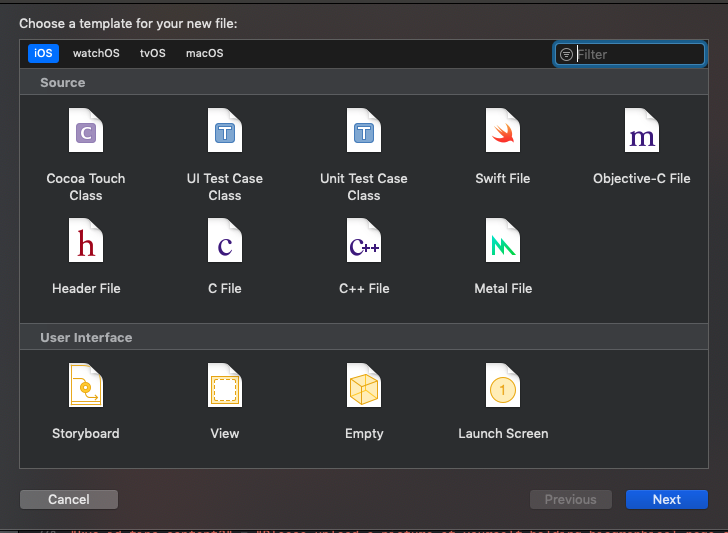 Choose a template for your new file:
iOS watchOS tvOS macOS Filter
Source
C T T m
Cocoa Touch Class
UI Test Case Class
Unit Test Case Class
Swift File
Objective-C File
h c C++
Header File
C File
C++ File
Metal File
User Interface
1
Storyboard
View
Empty
Launch Screen
Cancel Previous Next